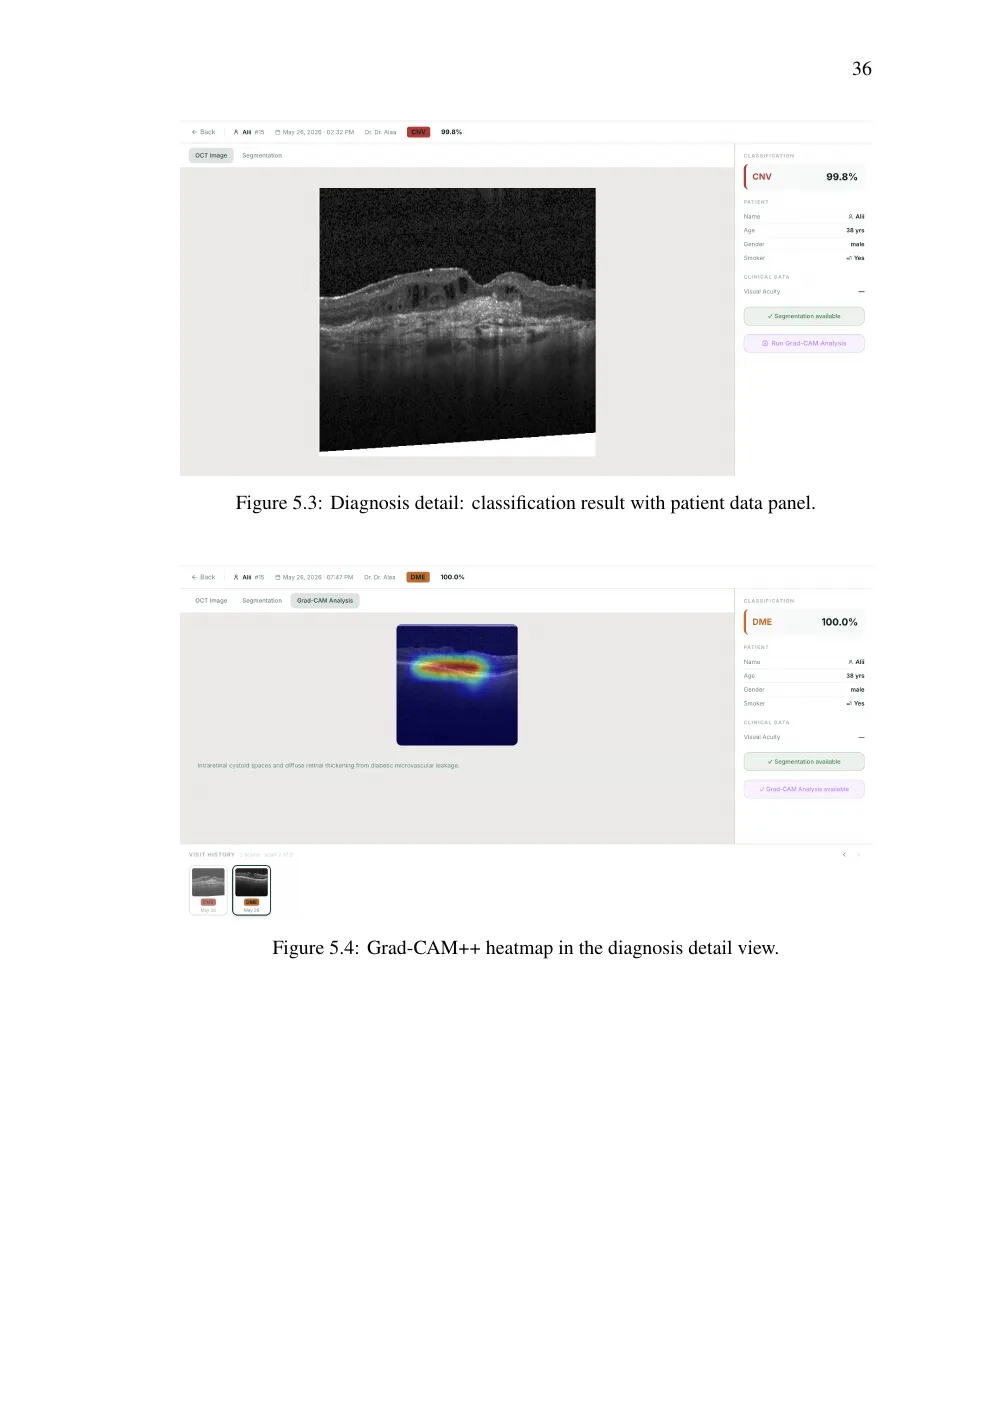 36
Back Alii #15 May 26, 2026 · 02:32 PM Dr. Dr. Alaa CNV 99.8%
OCT Image Segmentation
CLASSIFICATION
CNV 99.8%
PATIENT
Name Alii
Age 38 yrs
Gender male
Smoker Yes
CLINICAL DATA
Visual Acuity —
✓ Segmentation available
Run Grad-CAM Analysis
Figure 5.3: Diagnosis detail: classification result with patient data panel.
Back Alii #15 May 26, 2026 · 07:47 PM Dr. Dr. Alaa DME 100.0%
OCT Image Segmentation Grad-CAM Analysis
CLASSIFICATION
DME 100.0%
PATIENT
Name Alii
Age 38 yrs
Gender male
Smoker Yes
CLINICAL DATA
Visual Acuity —
✓ Segmentation available
✓ Grad-CAM Analysis available
Intraretinal cystoid spaces and diffuse retinal thickening from diabetic microvascular leakage.
VISIT HISTORY
CNV DME
May 26 May 26
Figure 5.4: Grad-CAM++ heatmap in the diagnosis detail view.